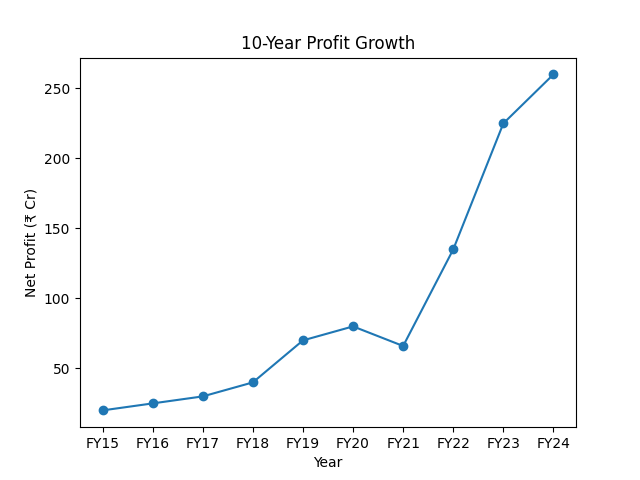 10-Year Profit Growth
Net Profit (₹ Cr)
250
200
150
100
50
FY15 FY16 FY17 FY18 FY19 FY20 FY21 FY22 FY23 FY24
Year